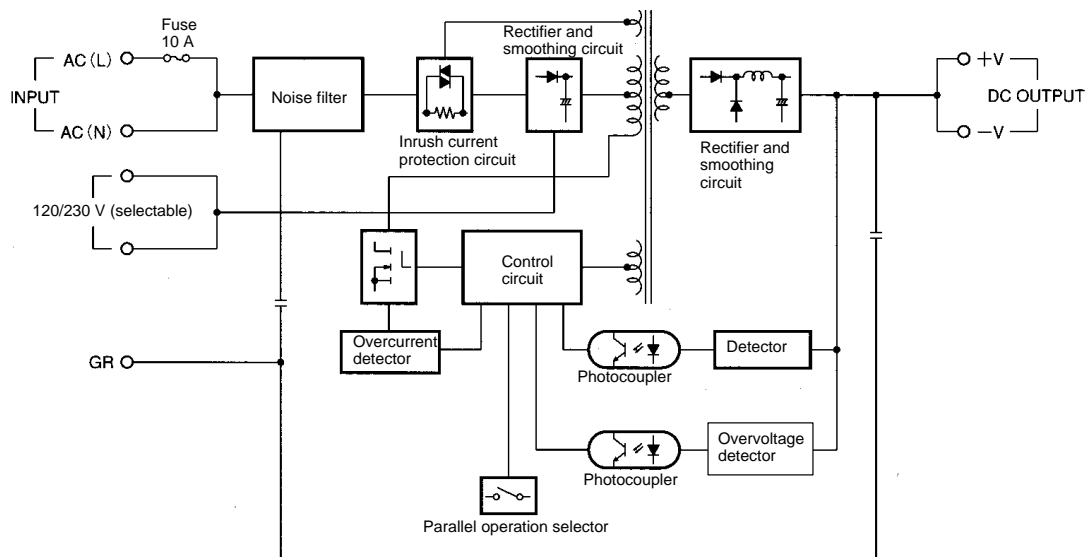 Fuse
10 A
AC (L)
INPUT
AC (N)
120/230 V (selectable)
GR
Noise filter
Inrush current
protection circuit
Rectifier and
smoothing circuit
Control
circuit
Overcurrent
detector
Rectifier and
smoothing
circuit
+V
DC OUTPUT
−V
Photocoupler
Detector
Photocoupler
Overvoltage
detector
Parallel operation selector